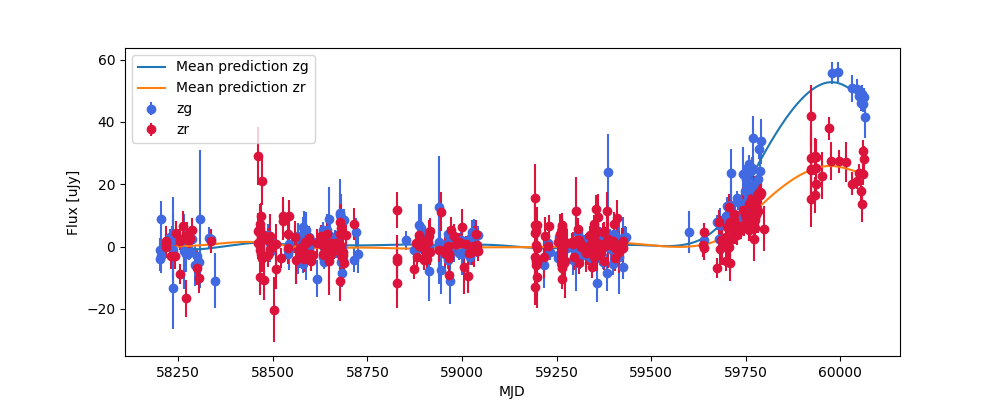 60
40
20
0
−20
Flux [uJy]
Mean prediction zg
Mean prediction zr
zg
zr
58250 58500 58750 59000 59250 59500 59750 60000
MJD